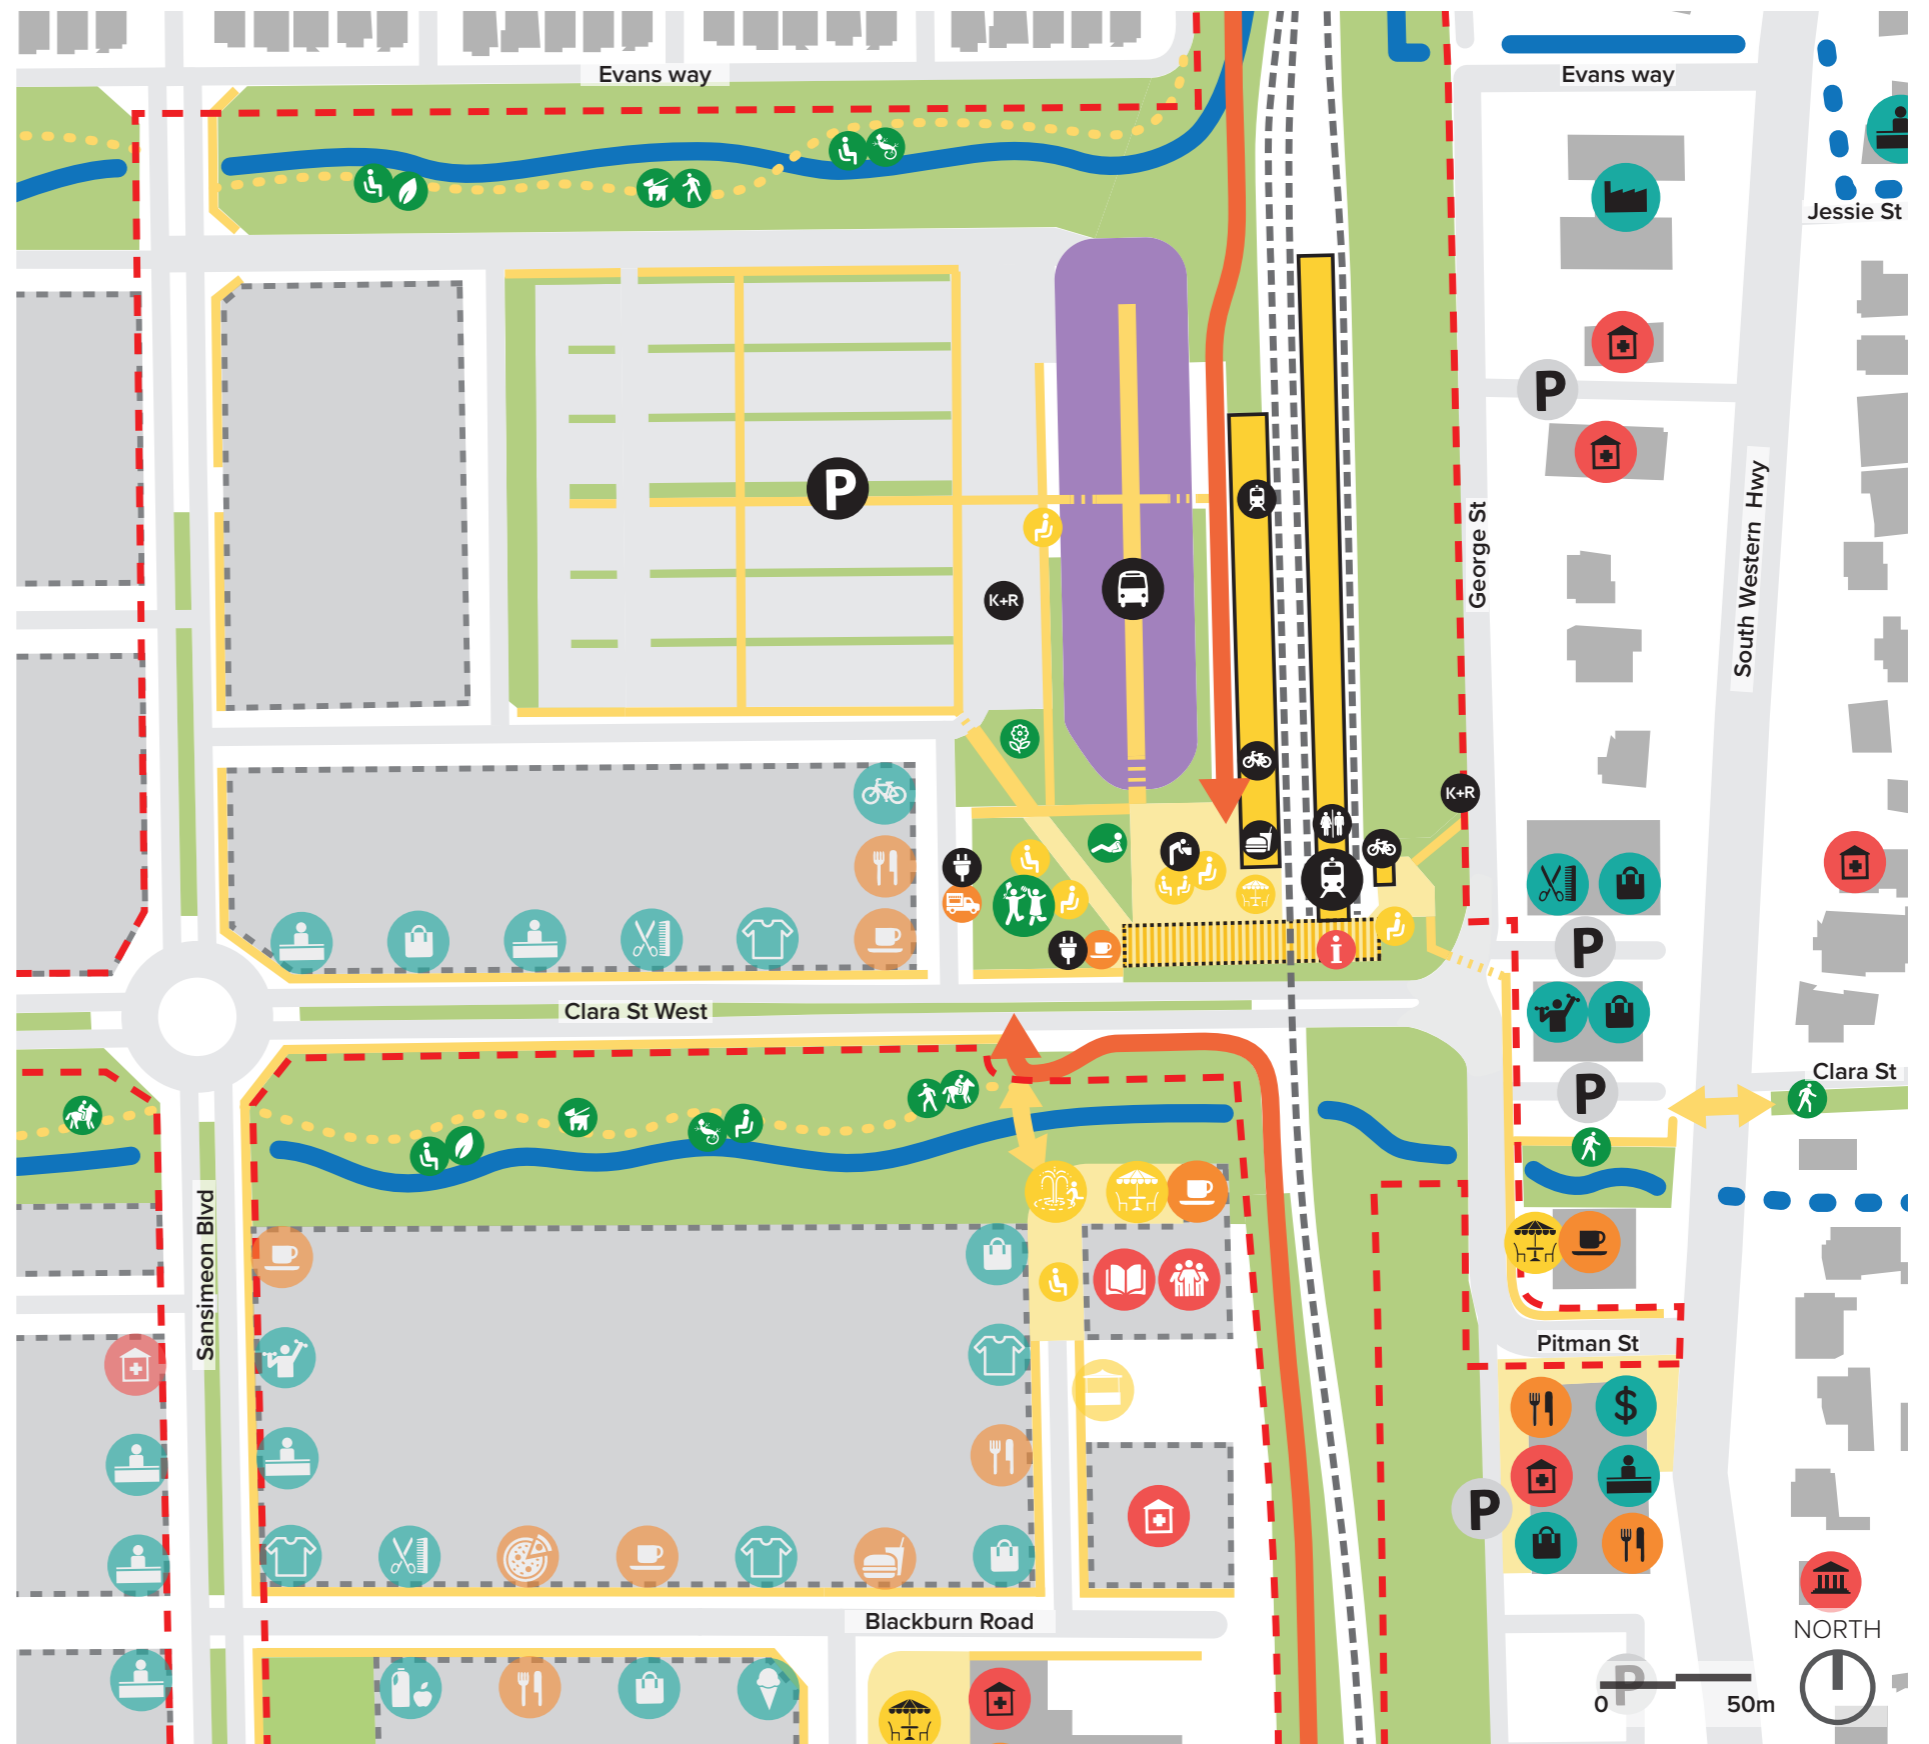 Evans way
Evans way
Jessie St
P
P
South Western Hwy
George St
K+R
K+R
P
i
Clara St West
P
Clara St
Sansimeon Blvd
Pitman St
$
P
Blackburn Road
NORTH
P
0
50m